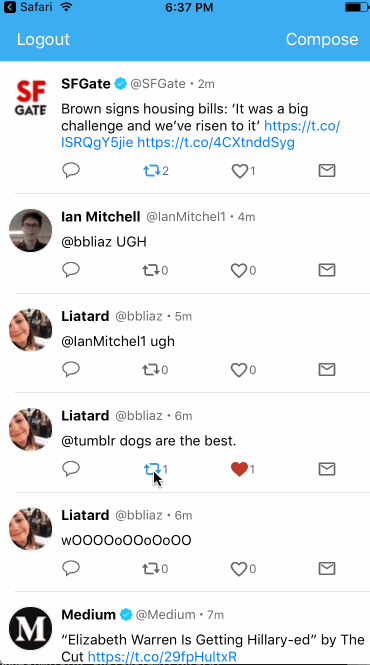 Safari 6:37 PM
Logout Compose
SF
GATE
SFGate @SFGate • 2m
Brown signs housing bills: ‘It was a big
challenge and we’ve risen to it’ https://t.co/
ISRQgY5jie https://t.co/4CXtnddSyg
2 1
Ian Mitchell @IanMitchel1 • 4m
@bbliaz UGH
0 0
Liatard @bbliaz • 5m
@IanMitchel1 ugh
0 0
Liatard @bbliaz • 6m
@tumblr dogs are the best.
1 1
Liatard @bbliaz • 6m
wOOOOoOOoOoOO
0 0
M
Medium @Medium • 7m
“Elizabeth Warren Is Getting Hillary-ed” by The
Cut https://t.co/29fpHultxR